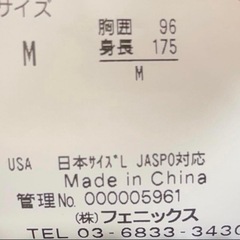 サイズ
胸囲 96
M 身長 175
M
USA 日本ｻｲｽﾞL JASPO対応
Made in China
管理No. 000005961
(株)フェニックス
TEL 03-6833-3430